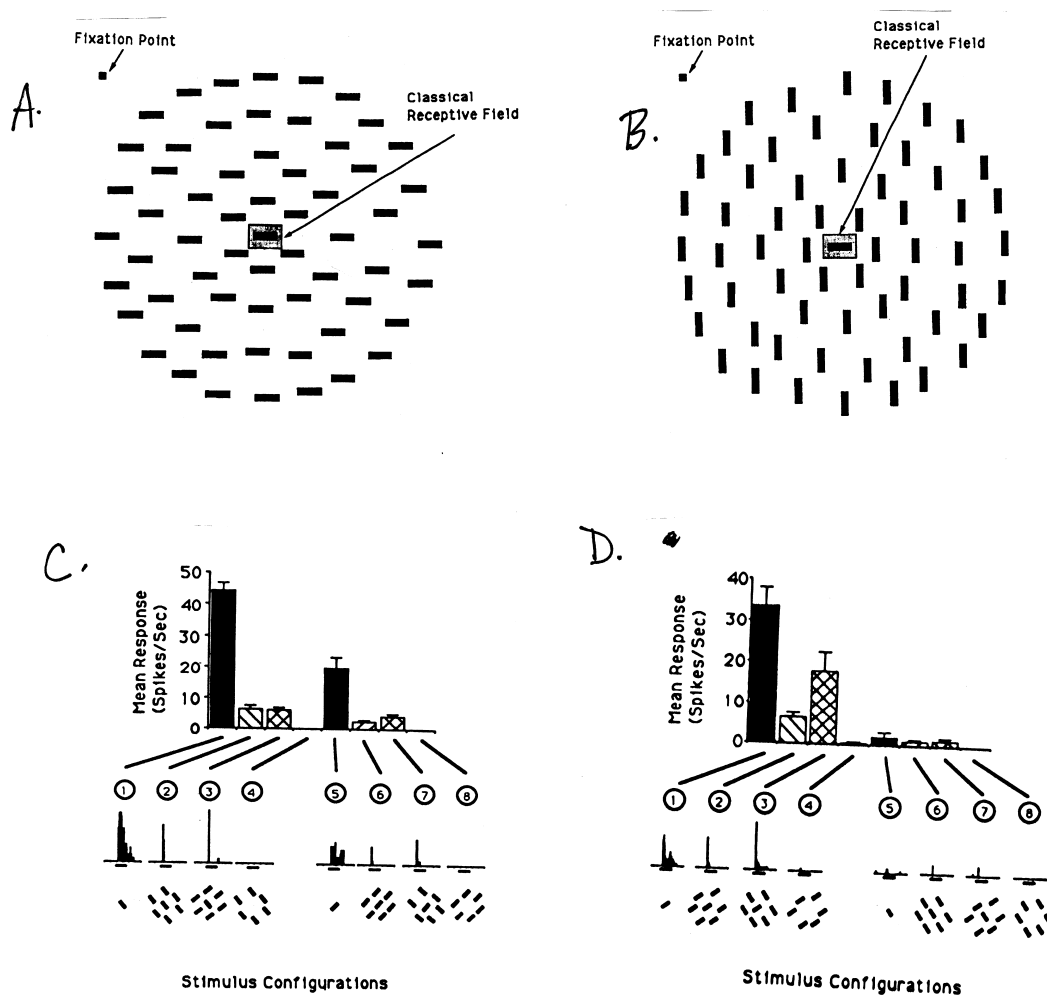 Fixation Point
Classical
Receptive Field
A.
Fixation Point
Classical
Receptive Field
B.
C.
50
40
30
20
10
0
Mean Response
(Spikes/Sec)
1 2 3 4 5 6 7 8
Stimulus Configurations
D.
40
30
20
10
0
Mean Response
(Spikes/Sec)
1 2 3 4 5 6 7 8
Stimulus Configurations